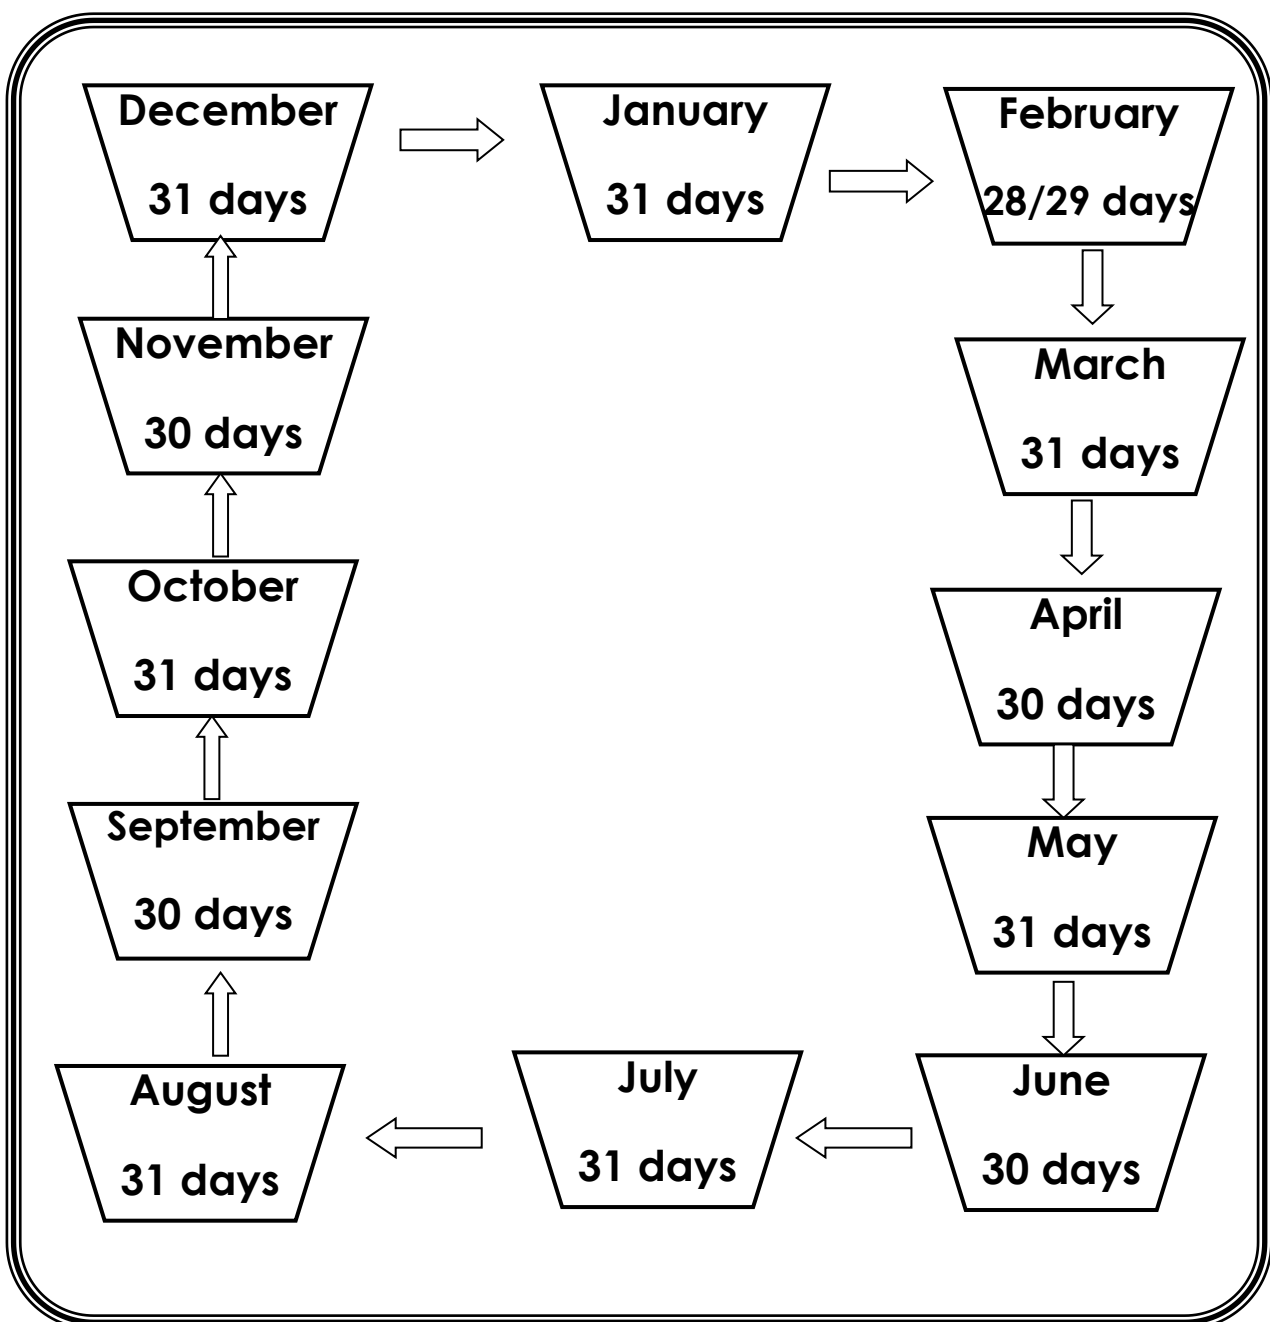 December
31 days
January
31 days
February
28/29 days
November
30 days
March
31 days
October
31 days
April
30 days
September
30 days
May
31 days
August
31 days
July
31 days
June
30 days